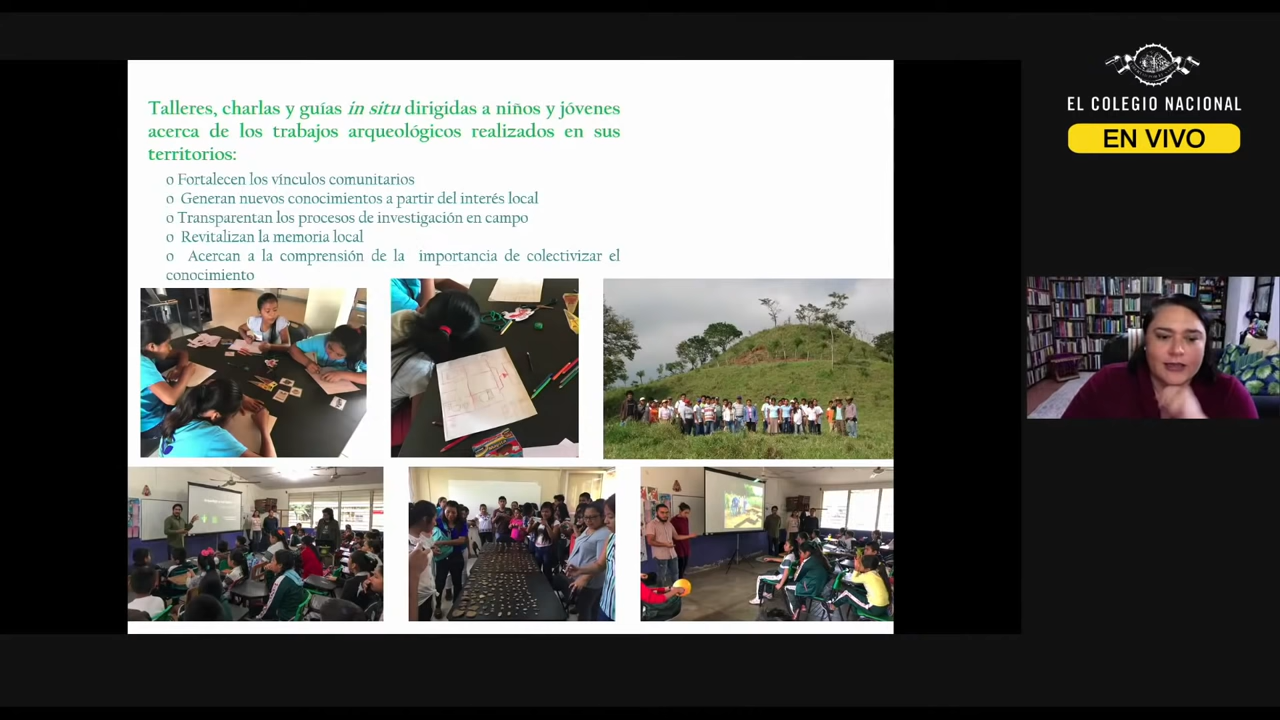 Talleres, charlas y guías in situ dirigidas a niños y jóvenes
acerca de los trabajos arqueológicos realizados en sus
territorios:
o Fortalecen los vínculos comunitarios
o Generan nuevos conocimientos a partir del interés local
o Transparentan los procesos de investigación en campo
o Revitalizan la memoria local
o Acercan a la comprensión de la importancia de colectivizar el
conocimiento
EL COLEGIO NACIONAL
EN VIVO